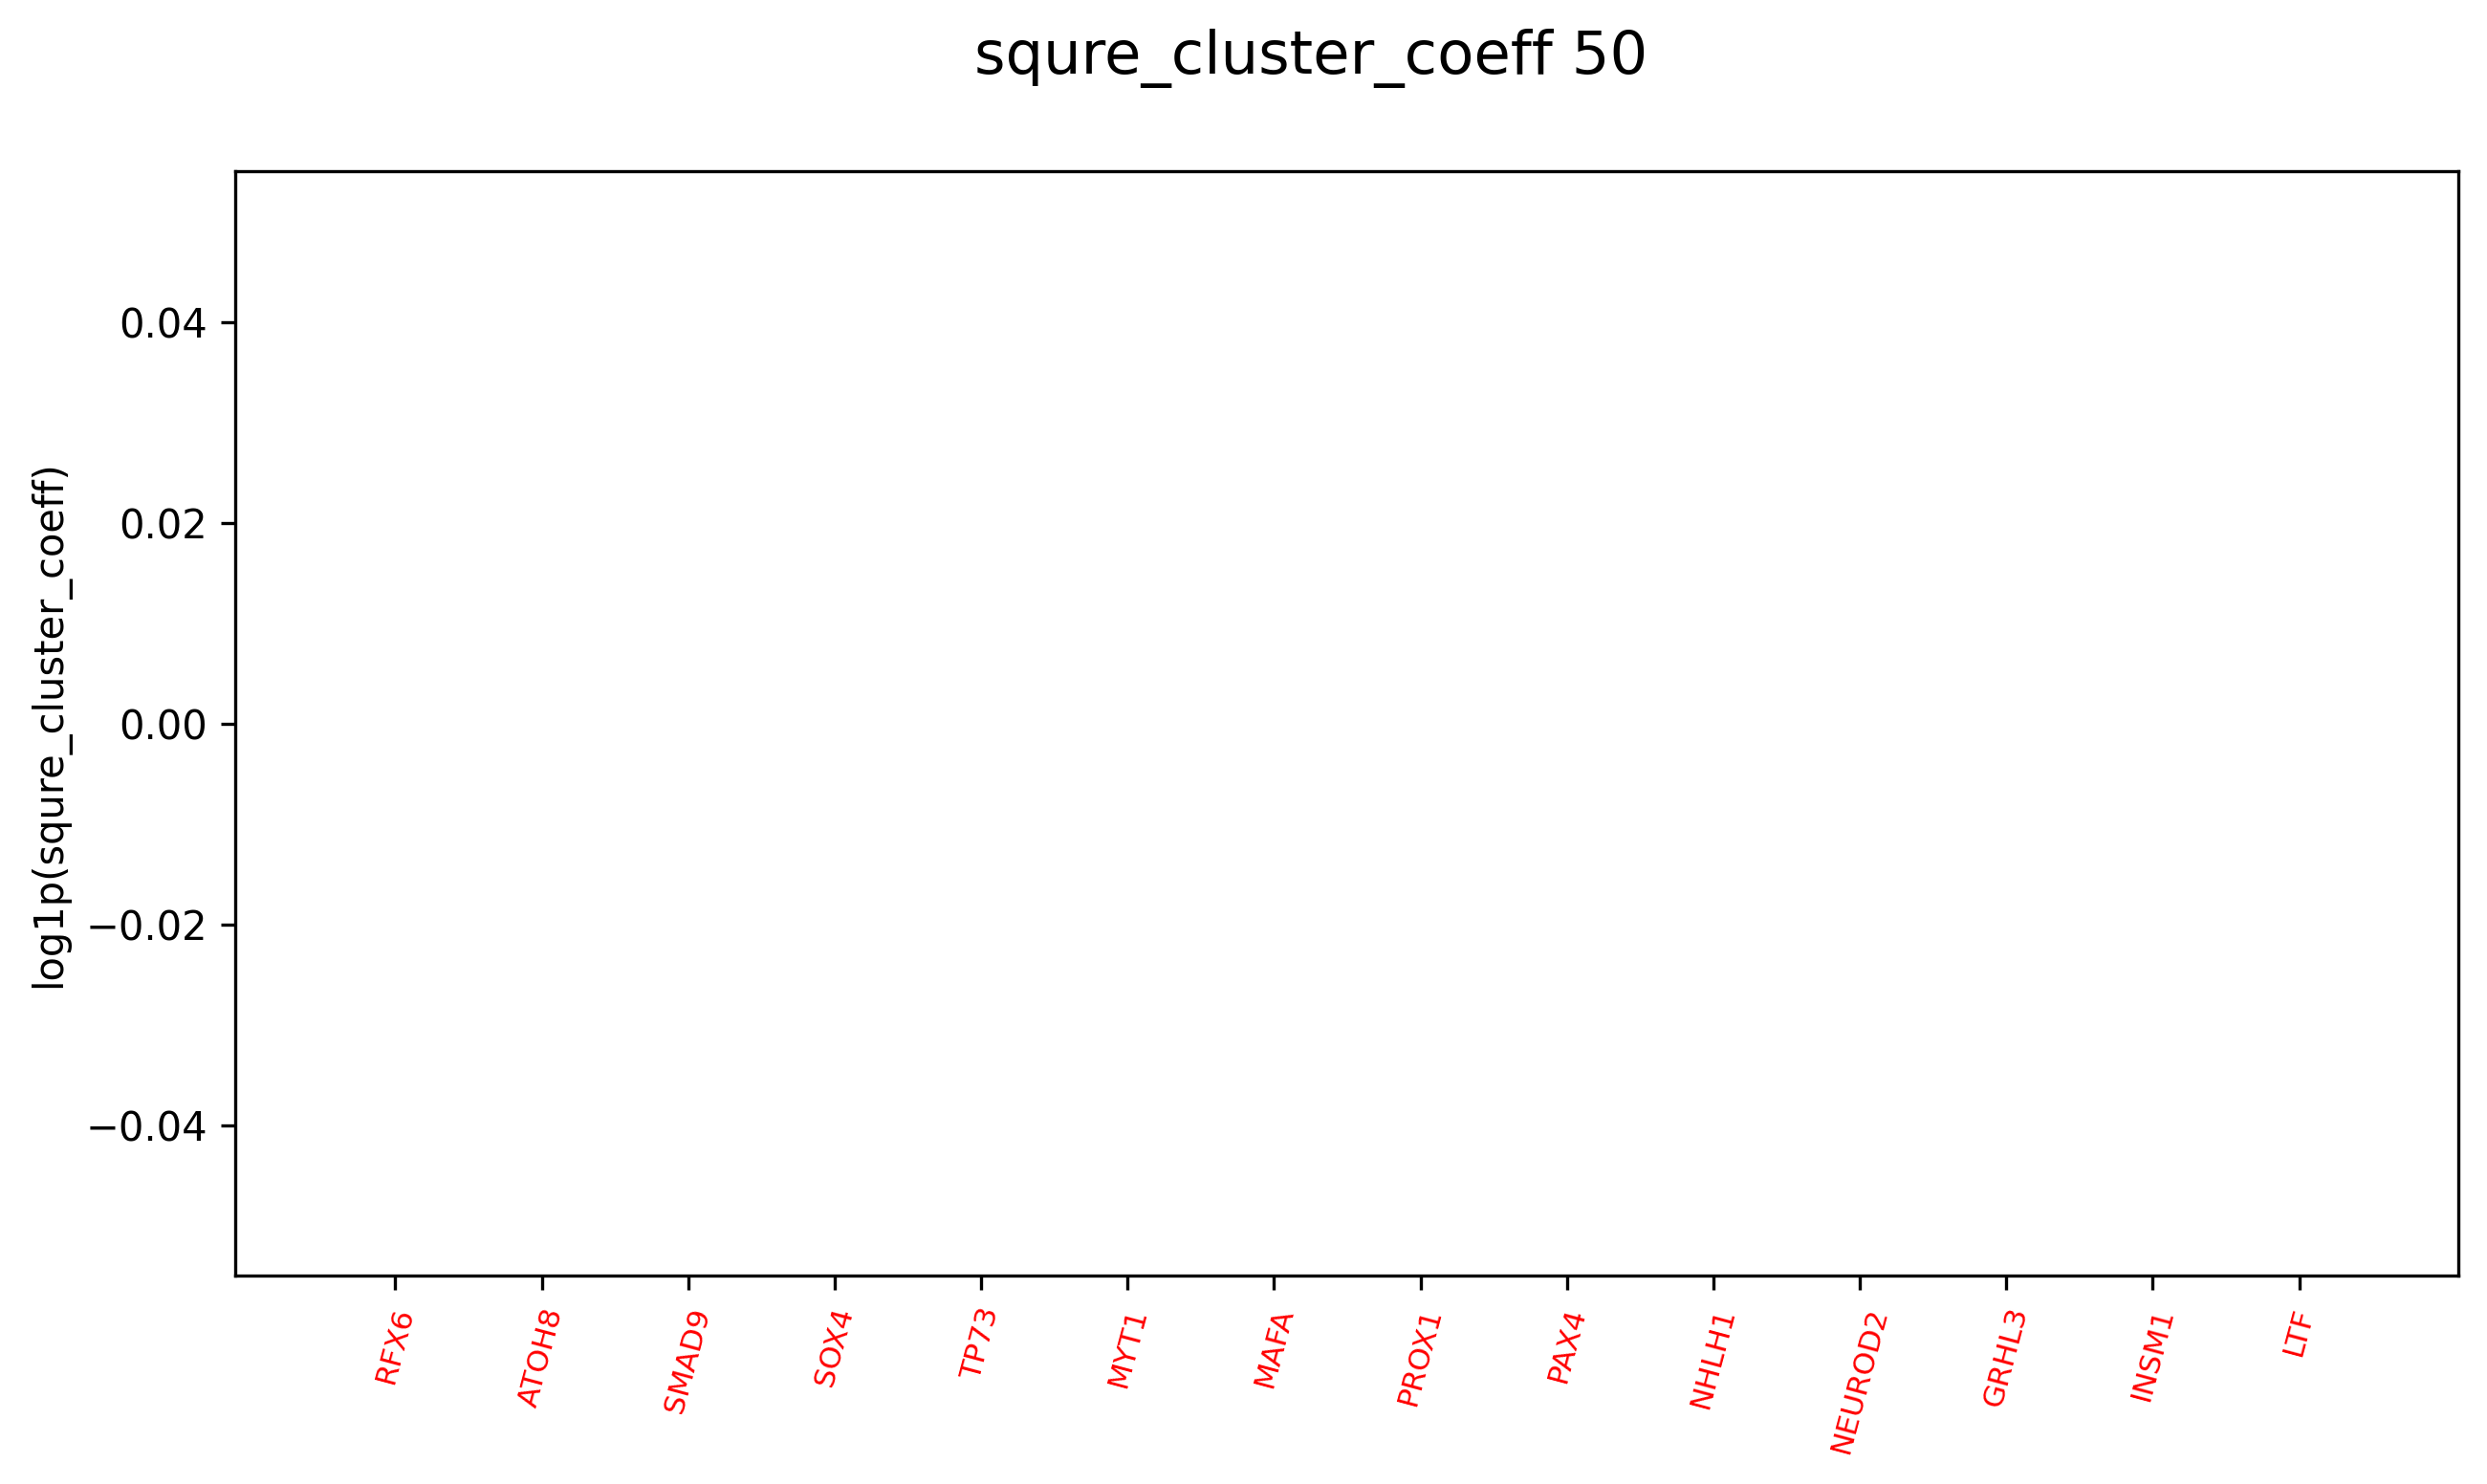 squre_cluster_coeff 50
log1p(squre_cluster_coeff)
0.04
0.02
0.00
−0.02
−0.04
RFX6
ATOH8
SMAD9
SOX4
TP73
MYT1
MAFA
PROX1
PAX4
NHLH1
NEUROD2
GRHL3
INSM1
LTF